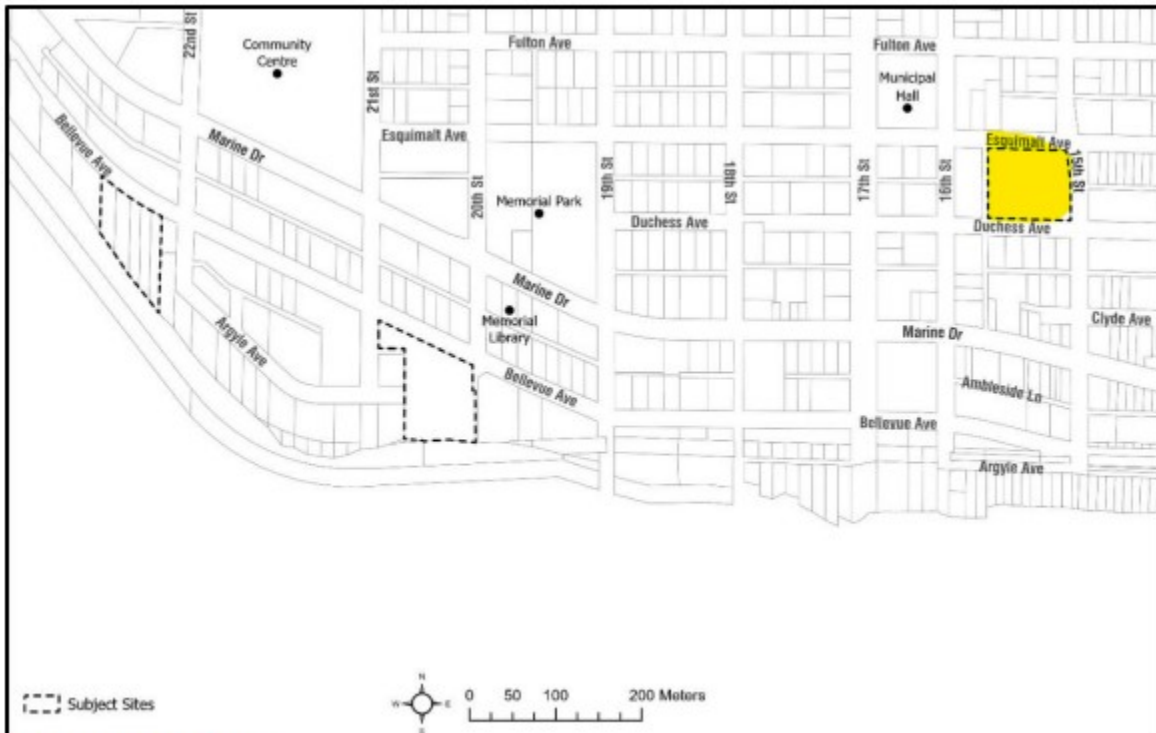 22nd St
Community
Centre
Fulton Ave
Fulton Ave
Municipal
Hall
21st St
Bellevue Ave
Marine Dr
Esquimalt Ave
Esquimalt Ave
15th St
20th St
19th St
18th St
17th St
16th St
Memorial Park
Duchess Ave
Duchess Ave
Marine Dr
Memorial
Library
Argyle Ave
Bellevue Ave
Marine Dr
Clyde Ave
Ambleside Ln
Bellevue Ave
Argyle Ave
Subject Sites
N
W
E
S
0 50 100 200 Meters